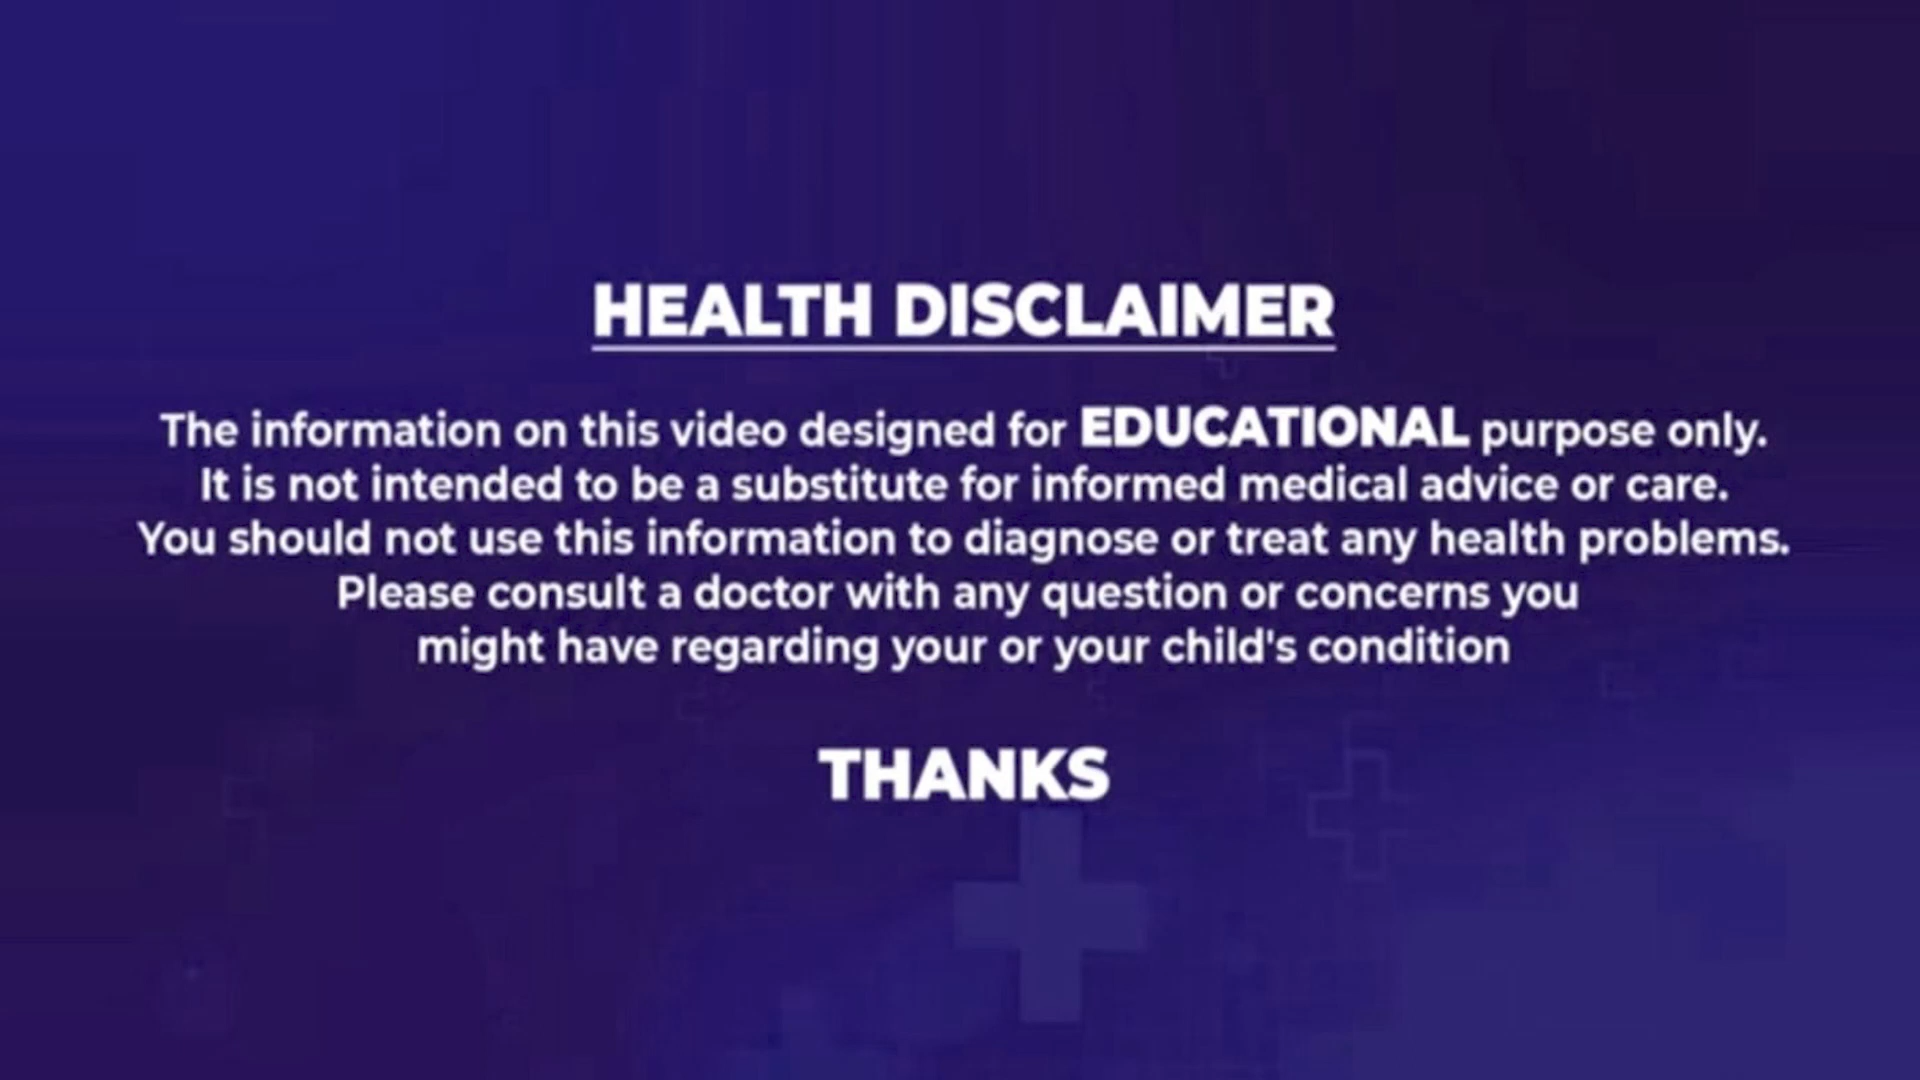 HEALTH DISCLAIMER
The information on this video designed for EDUCATIONAL purpose only.
It is not intended to be a substitute for informed medical advice or care.
You should not use this information to diagnose or treat any health problems.
Please consult a doctor with any question or concerns you
might have regarding your or your child's condition
THANKS